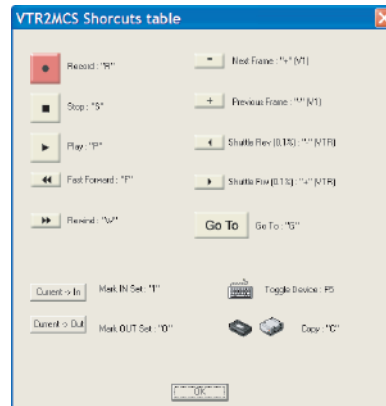 VTR2MCS Shorcuts table
Record : "R"
Stop : "S"
Play : "P"
Fast Forward : "F"
Rewind : "W"
Current -> In Mark IN Set : "I"
Current -> Out Mark OUT Set : "O"
Next Frame : "+" (V1)
Previous Frame : "-" (V1)
Shuttle Rev (0.1%) : "-" (VTR)
Shuttle Fow (0.1%) : "+" (VTR)
Go To Go To : "G"
Toggle Device : F5
Copy : "C"
OK